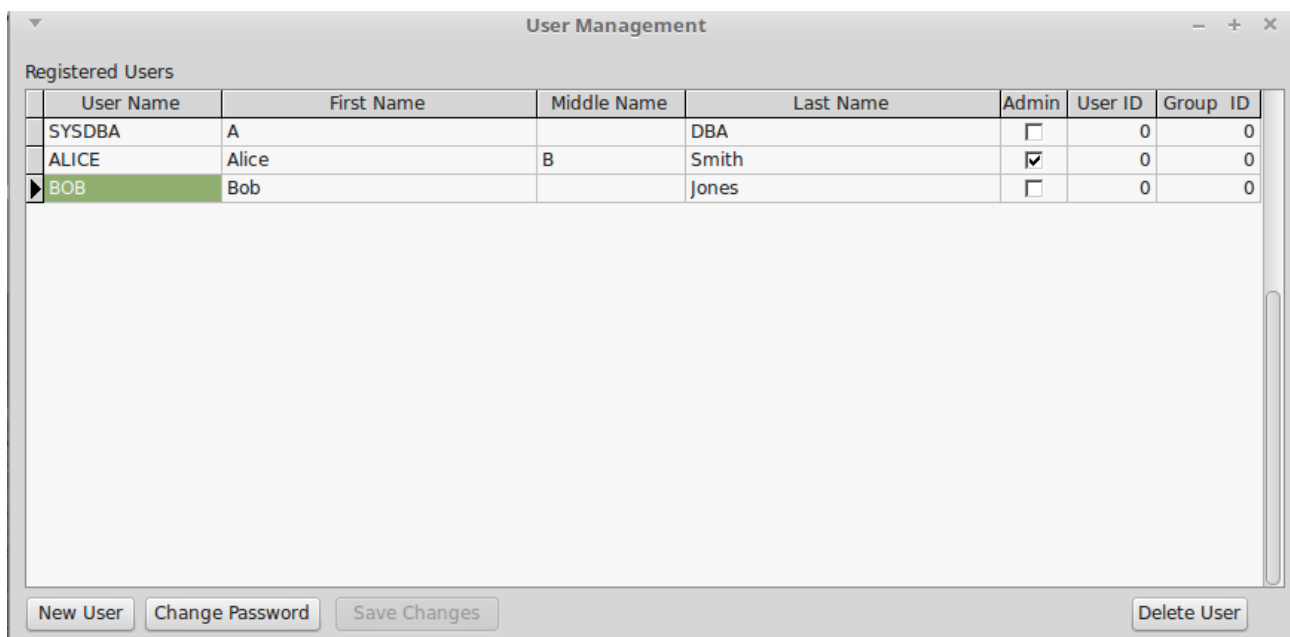 User Management
Registered Users
User Name First Name Middle Name Last Name Admin User ID Group ID
SYSDBA A DBA 0 0
ALICE Alice B Smith 0 0
BOB Bob Jones 0 0
New User Change Password Save Changes Delete User